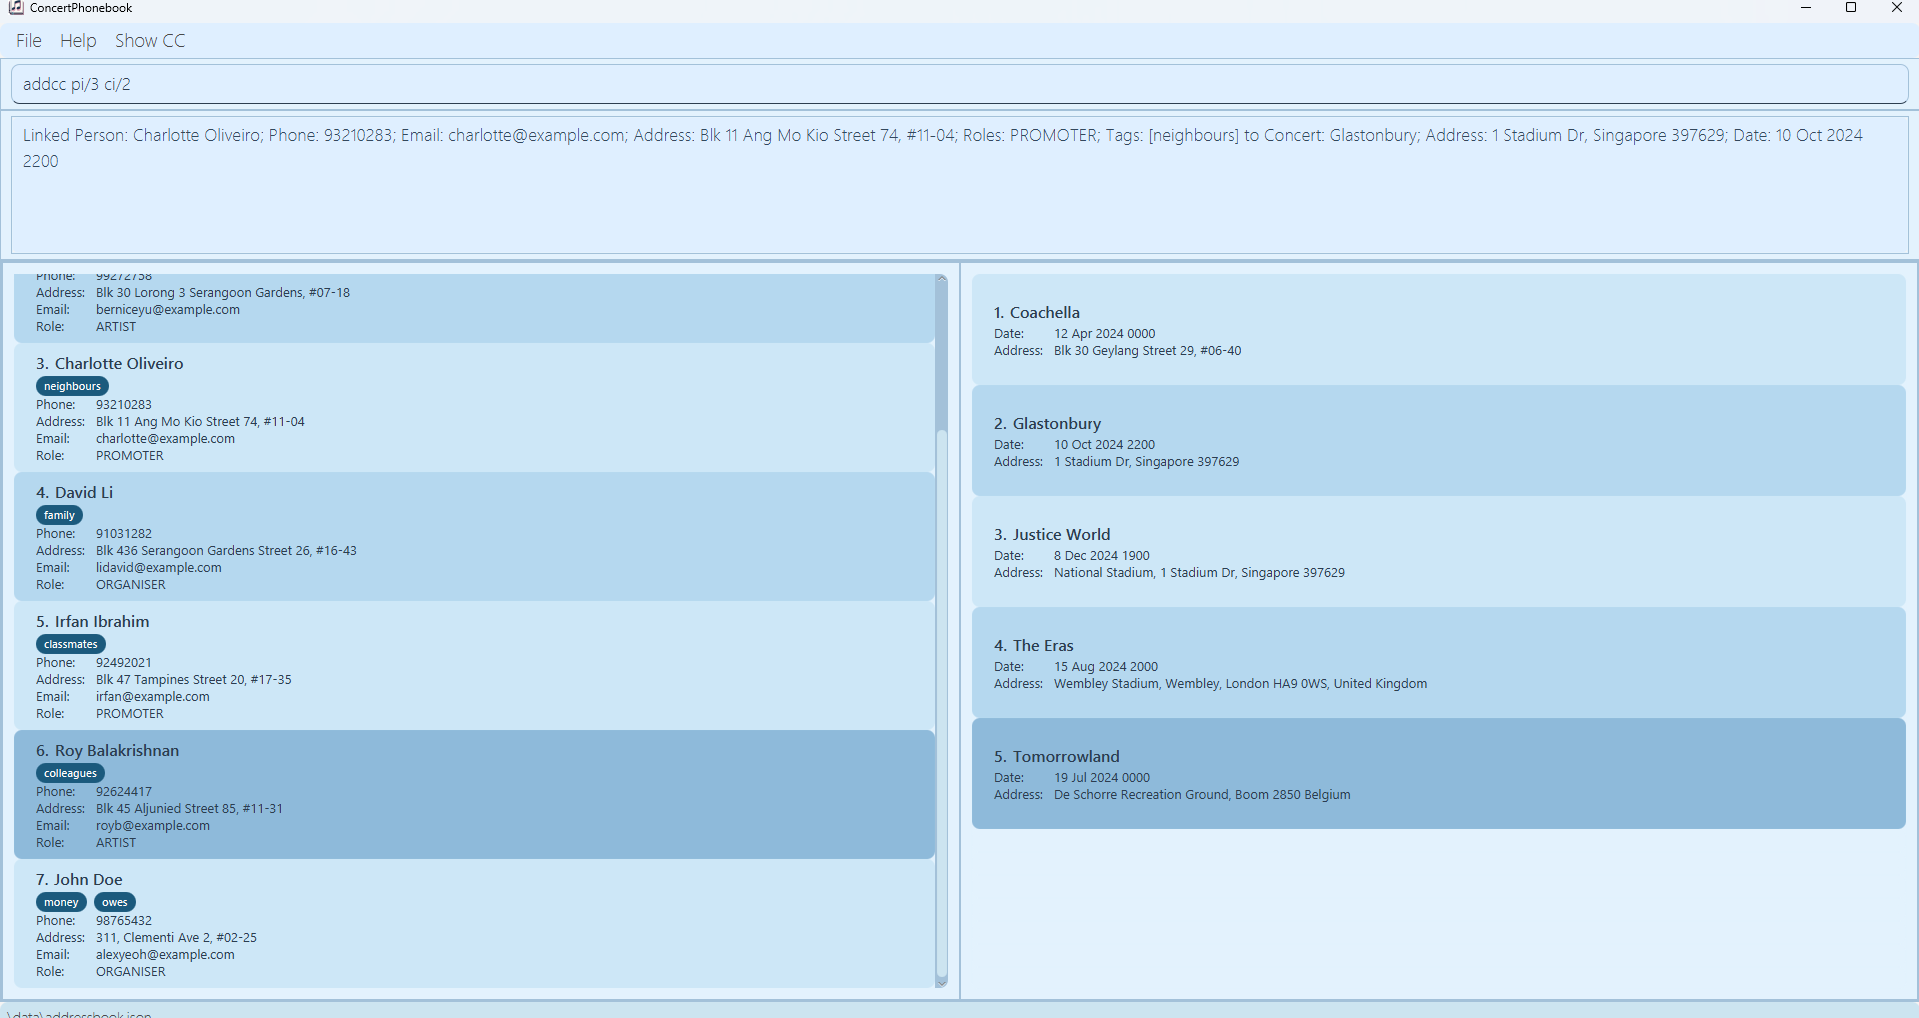 ConcertPhonebook
File Help Show CC
addcc pi/3 ci/2
Linked Person: Charlotte Oliveiro; Phone: 93210283; Email: charlotte@example.com; Address: Blk 11 Ang Mo Kio Street 74, #11-04; Roles: PROMOTER; Tags: [neighbours] to Concert: Glastonbury; Address: 1 Stadium Dr, Singapore 397629; Date: 10 Oct 2024
2200
Phone: 99272758
Address: Blk 30 Lorong 3 Serangoon Gardens, #07-18
Email: berniceyu@example.com
Role: ARTIST
3. Charlotte Oliveiro
neighbours
Phone: 93210283
Address: Blk 11 Ang Mo Kio Street 74, #11-04
Email: charlotte@example.com
Role: PROMOTER
4. David Li
family
Phone: 91031282
Address: Blk 436 Serangoon Gardens Street 26, #16-43
Email: lidavid@example.com
Role: ORGANISER
5. Irfan Ibrahim
classmates
Phone: 92492021
Address: Blk 47 Tampines Street 20, #17-35
Email: irfan@example.com
Role: PROMOTER
6. Roy Balakrishnan
colleagues
Phone: 92624417
Address: Blk 45 Aljunied Street 85, #11-31
Email: royb@example.com
Role: ARTIST
7. John Doe
money owes
Phone: 98765432
Address: 311, Clementi Ave 2, #02-25
Email: alexyeoh@example.com
Role: ORGANISER
1. Coachella
Date: 12 Apr 2024 0000
Address: Blk 30 Geylang Street 29, #06-40
2. Glastonbury
Date: 10 Oct 2024 2200
Address: 1 Stadium Dr, Singapore 397629
3. Justice World
Date: 8 Dec 2024 1900
Address: National Stadium, 1 Stadium Dr, Singapore 397629
4. The Eras
Date: 15 Aug 2024 2000
Address: Wembley Stadium, Wembley, London HA9 0WS, United Kingdom
5. Tomorrowland
Date: 19 Jul 2024 0000
Address: De Schorre Recreation Ground, Boom 2850 Belgium
\data\addressbook.json